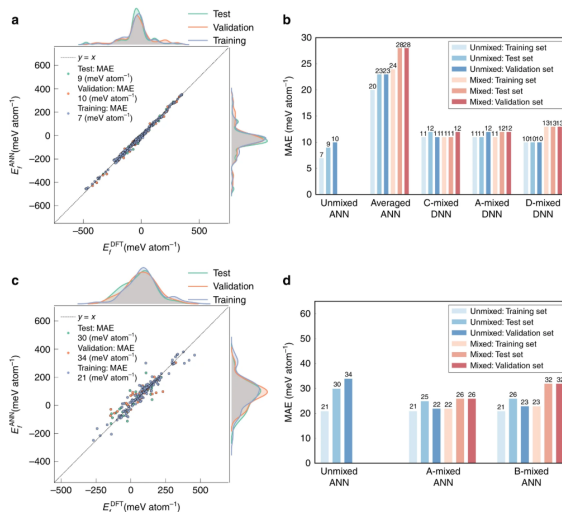 a
Test
Validation
Training
y = x
Test: MAE
9 (meV atom⁻¹)
Validation: MAE
10 (meV atom⁻¹)
Training: MAE
7 (meV atom⁻¹)
600
400
200
0
−200
−400
−600
E_f^ANN (meV atom⁻¹)
−500 0 500
E_f^DFT (meV atom⁻¹)
b
30
25
20
15
10
5
0
MAE (meV atom⁻¹)
Unmixed: Training set
Unmixed: Test set
Unmixed: Validation set
Mixed: Training set
Mixed: Test set
Mixed: Validation set
7 9 10
20 23 23 24 28 28
11 12 11 11 11 12
11 11 12 11 12 12
10 10 10 13 13 13
Unmixed ANN
Averaged ANN
C-mixed DNN
A-mixed DNN
D-mixed DNN
c
Test
Validation
Training
y = x
Test: MAE
30 (meV atom⁻¹)
Validation: MAE
34 (meV atom⁻¹)
Training: MAE
21 (meV atom⁻¹)
600
400
200
0
−200
−400
E_f^ANN (meV atom⁻¹)
−500 −250 0 250 500
E_f^DFT (meV atom⁻¹)
d
60
50
40
30
20
10
0
MAE (meV atom⁻¹)
Unmixed: Training set
Unmixed: Test set
Unmixed: Validation set
Mixed: Training set
Mixed: Test set
Mixed: Validation set
21 30 34
21 25 22 22 26 26
21 26 23 23 32 32
Unmixed ANN
A-mixed ANN
B-mixed ANN